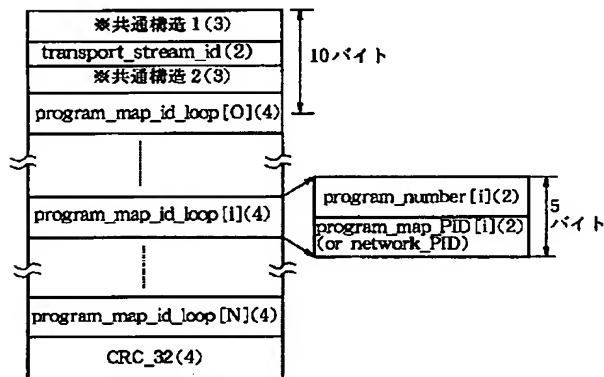 ※共通構造1(3)
transport_stream_id(2)
※共通構造2(3)
10バイト
program_map_id_loop[O](4)
program_map_id_loop[i](4)
program_number[i](2)
program_map_PID[i](2)
(or network_PID)
5
バイト
program_map_id_loop[N](4)
CRC_32(4)